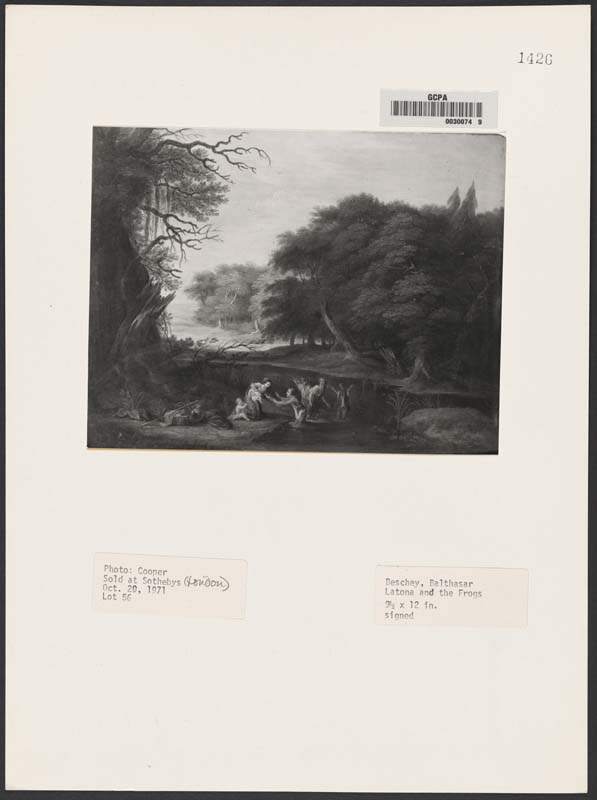 1426
GCPA
0030074 9
Photo: Cooper
Sold at Sothebys (London)
Oct. 20, 1971
Lot 56
Beschey, Balthasar
Latona and the Frogs
9½ x 12 in.
signed